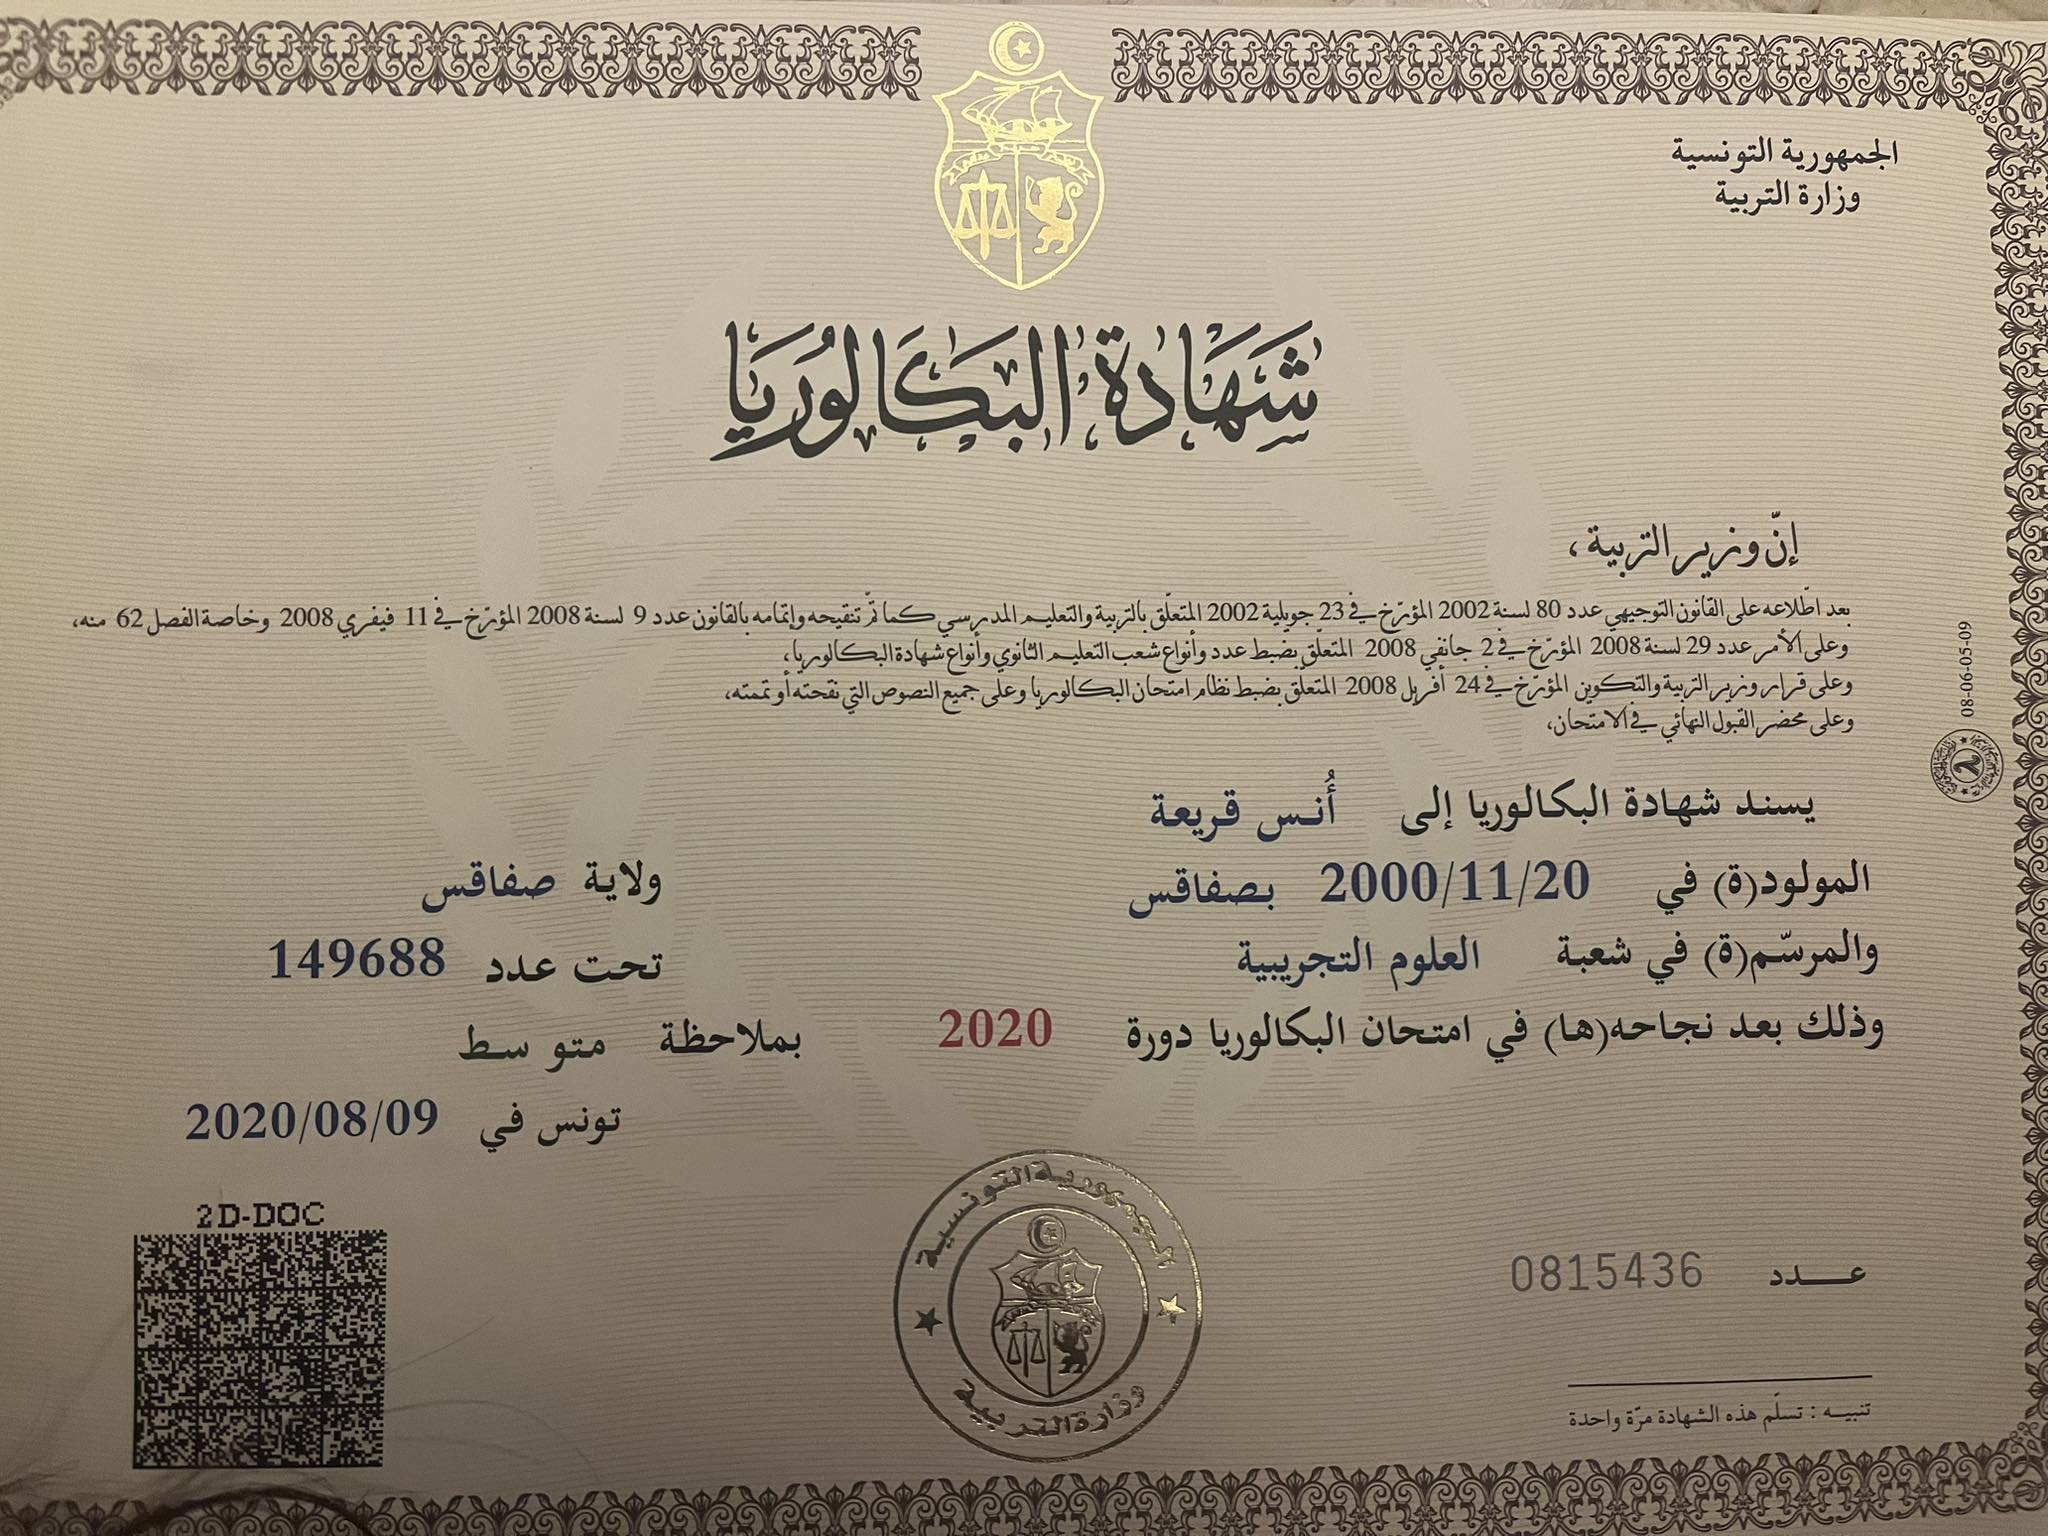 الجمهورية التونسية
وزارة التربية
شَهَادة البَكَالورِيَا
إنّ وزير التربية،
بعد اطّلاعه على القانون التوجيهي عدد 80 لسنة 2002 المؤرّخ في 23 جويلية 2002 المتعلّق بالتربية والتعليم المدرسي كما تمّ تنقيحه وإتمامه بالقانون عدد 9 لسنة 2008 المؤرّخ في 11 فيفري 2008 وخاصة الفصل 62 منه،
وعلى الأمر عدد 29 لسنة 2008 المؤرّخ في 2 جانفي 2008 المتعلّق بضبط عدد وأنواع شعب التعليم الثانوي وأنواع شهادة البكالوريا،
وعلى قرار وزير التربية والتكوين المؤرّخ في 24 أفريل 2008 المتعلّق بضبط نظام امتحان البكالوريا وعلى جميع النصوص التي نقحته أو تممته،
وعلى محضر القبول النهائي في الامتحان،
يسند شهادة البكالوريا إلى أُنس قريعة
المولود(ة) في 2000/11/20 بصفاقس ولاية صفاقس
والمرسّم(ة) في شعبة العلوم التجريبية تحت عدد 149688
وذلك بعد نجاحه(ها) في امتحان البكالوريا دورة 2020 بملاحظة متوسط
تونس في 2020/08/09
2D-DOC
الجمهورية التونسية
وزارة التربية
عدد 0815436
تنبيه : تسلّم هذه الشهادة مرّة واحدة
08-06-05-09